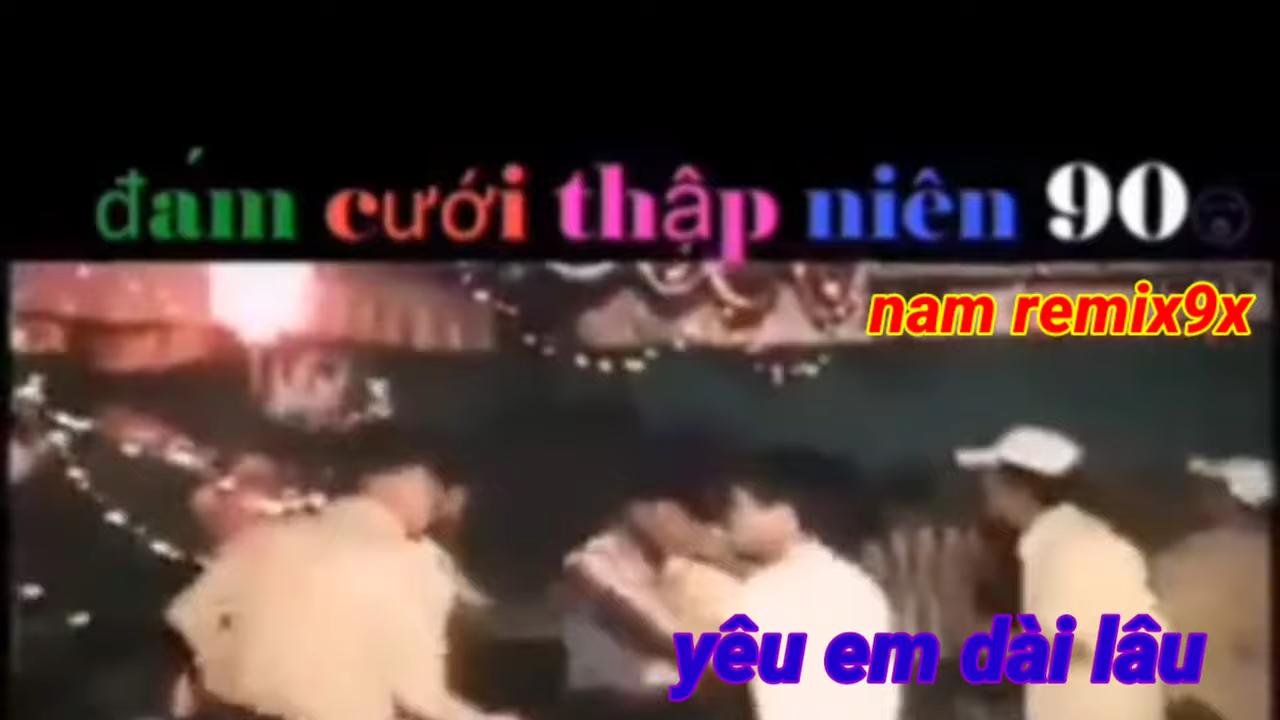 đám cưới thập niên 90
nam remix9x
yêu em dài lâu